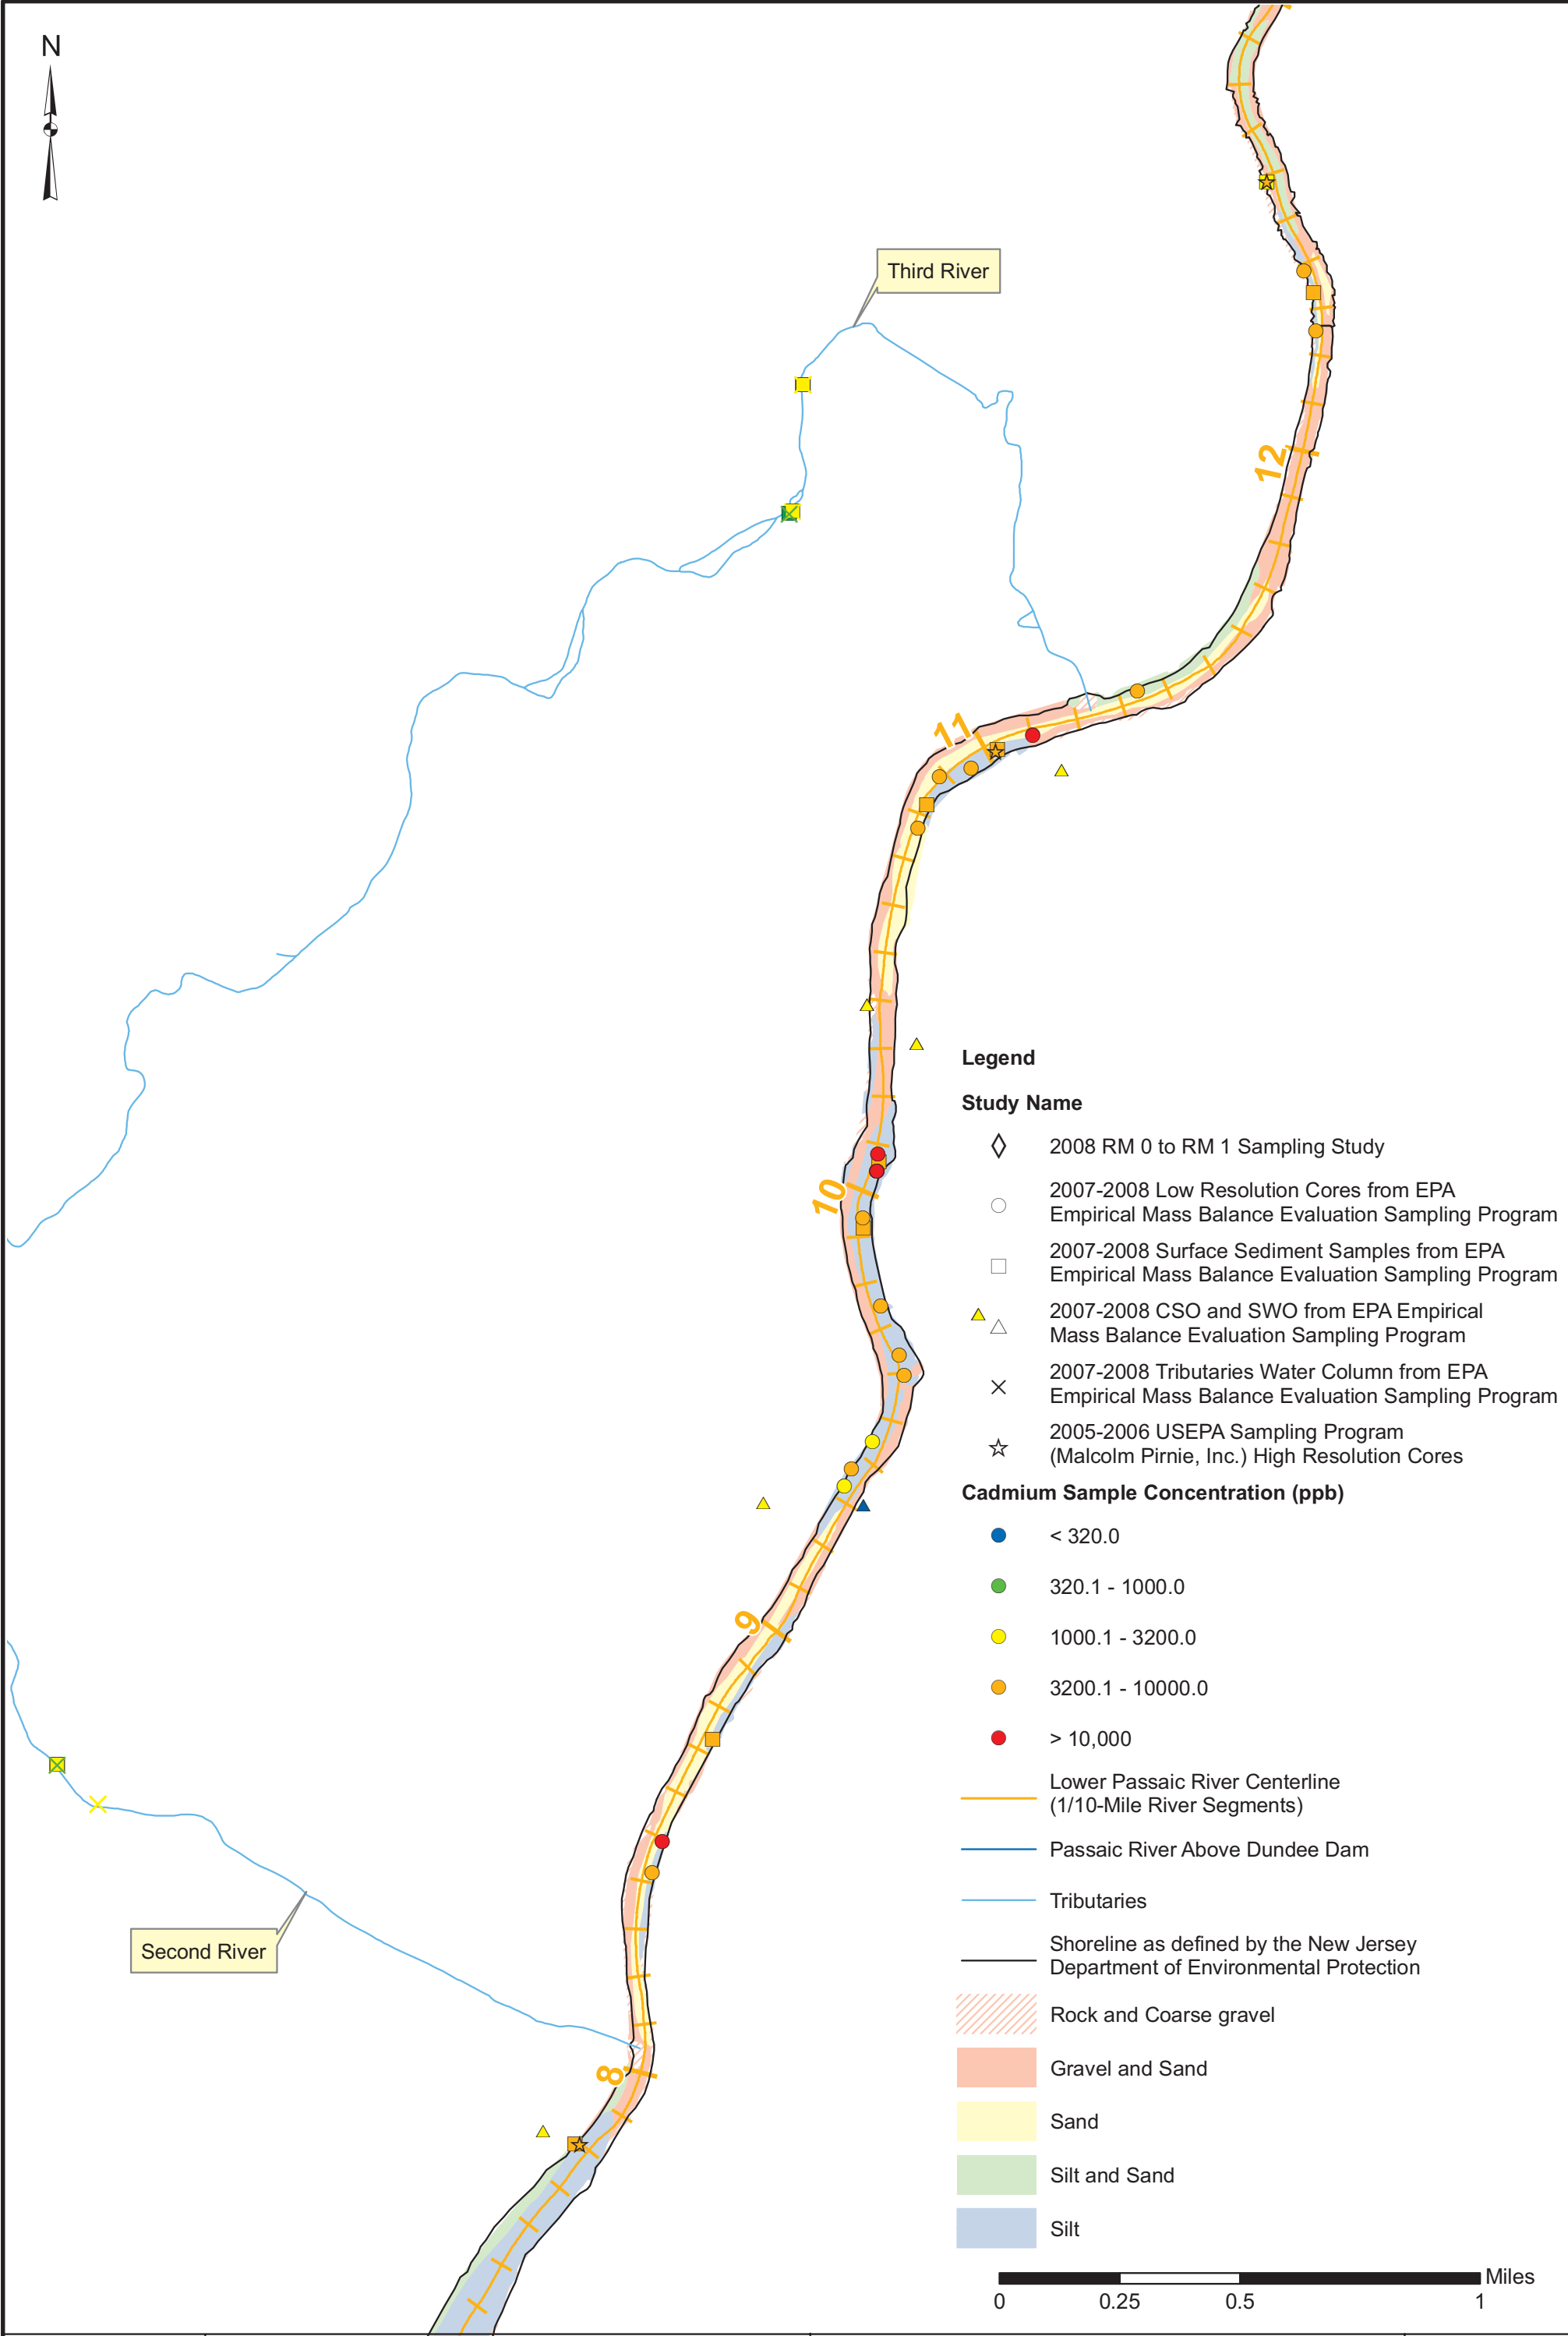 N
Third River
12
11
10
9
8
Second River
Legend
Study Name
2008 RM 0 to RM 1 Sampling Study
2007-2008 Low Resolution Cores from EPA
Empirical Mass Balance Evaluation Sampling Program
2007-2008 Surface Sediment Samples from EPA
Empirical Mass Balance Evaluation Sampling Program
2007-2008 CSO and SWO from EPA Empirical
Mass Balance Evaluation Sampling Program
2007-2008 Tributaries Water Column from EPA
Empirical Mass Balance Evaluation Sampling Program
2005-2006 USEPA Sampling Program
(Malcolm Pirnie, Inc.) High Resolution Cores
Cadmium Sample Concentration (ppb)
< 320.0
320.1 - 1000.0
1000.1 - 3200.0
3200.1 - 10000.0
> 10,000
Lower Passaic River Centerline
(1/10-Mile River Segments)
Passaic River Above Dundee Dam
Tributaries
Shoreline as defined by the New Jersey
Department of Environmental Protection
Rock and Coarse gravel
Gravel and Sand
Sand
Silt and Sand
Silt
Miles
0 0.25 0.5 1